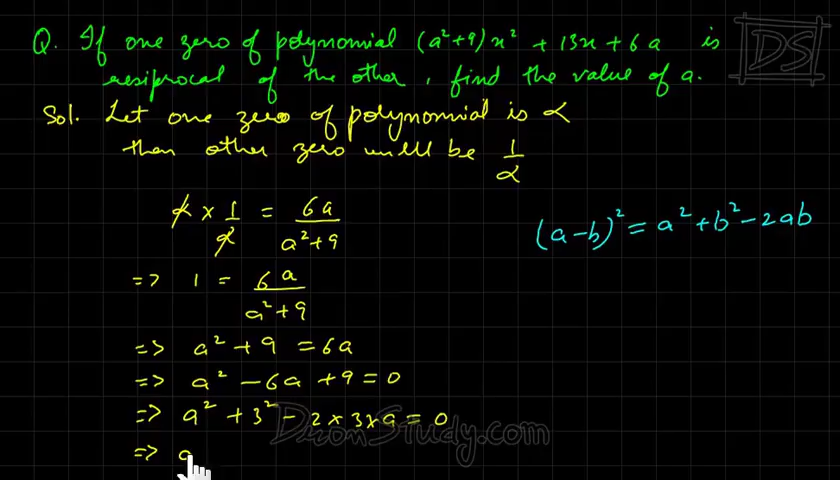 Q. If one zero of polynomial (a²+9)x² + 13x + 6a is
resiprocal of the other, find the value of a.
DS
Sol. Let one zero of polynomial is α
then other zero will be 1/α
α × 1/α = 6a/(a²+9)
(a-b)² = a² + b² - 2ab
=> 1 = 6a/(a²+9)
=> a² + 9 = 6a
=> a² - 6a + 9 = 0
=> a² + 3² - 2 × 3 × a = 0
DronStudy.com
=> a